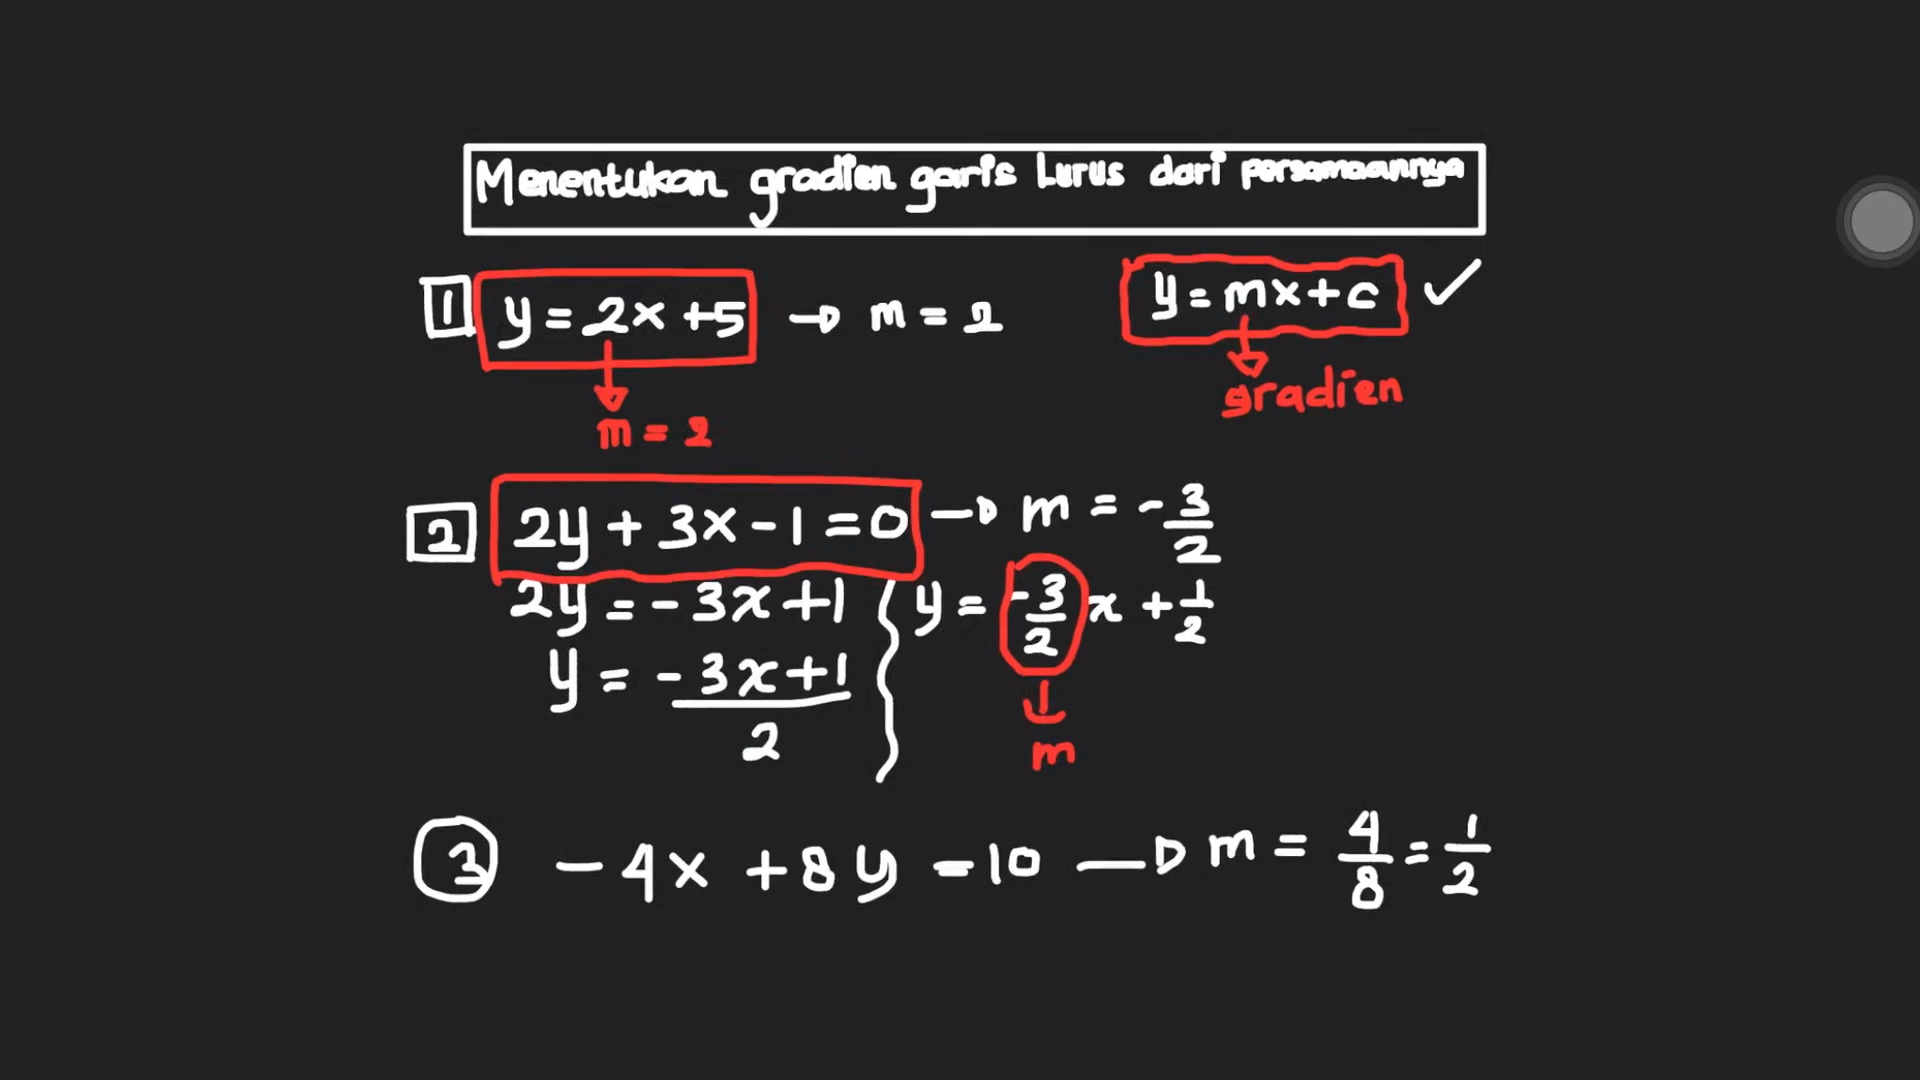 Menentukan gradien garis Lurus dari persamaannya
1 y = 2x + 5 → m = 2
y = mx + c ✓
gradien
m = 2
2 2y + 3x - 1 = 0 → m = -3/2
2y = -3x + 1
y = -3/2 x + 1/2
y = -3x + 1 / 2
m
3 -4x + 8y = 10 → m = 4/8 = 1/2